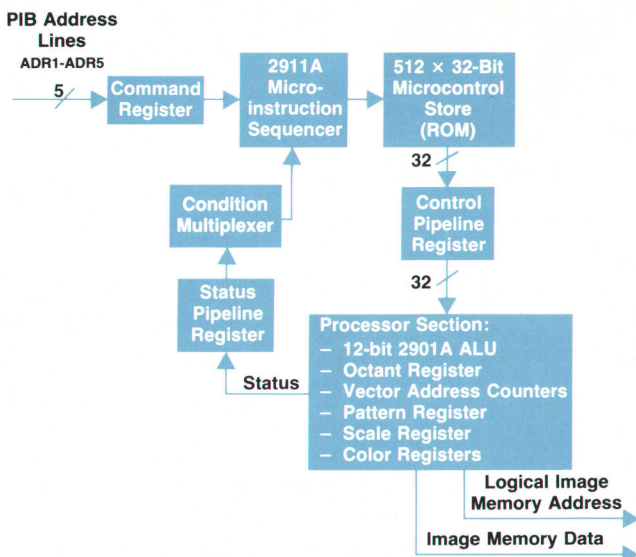 PIB Address
Lines
ADR1-ADR5
5
Command
Register
2911A
Micro-
instruction
Sequencer
512 × 32-Bit
Microcontrol
Store
(ROM)
32
Condition
Multiplexer
Control
Pipeline
Register
Status
Pipeline
Register
32
Status
Processor Section:
– 12-bit 2901A ALU
– Octant Register
– Vector Address Counters
– Pattern Register
– Scale Register
– Color Registers
Logical Image
Memory Address
Image Memory Data